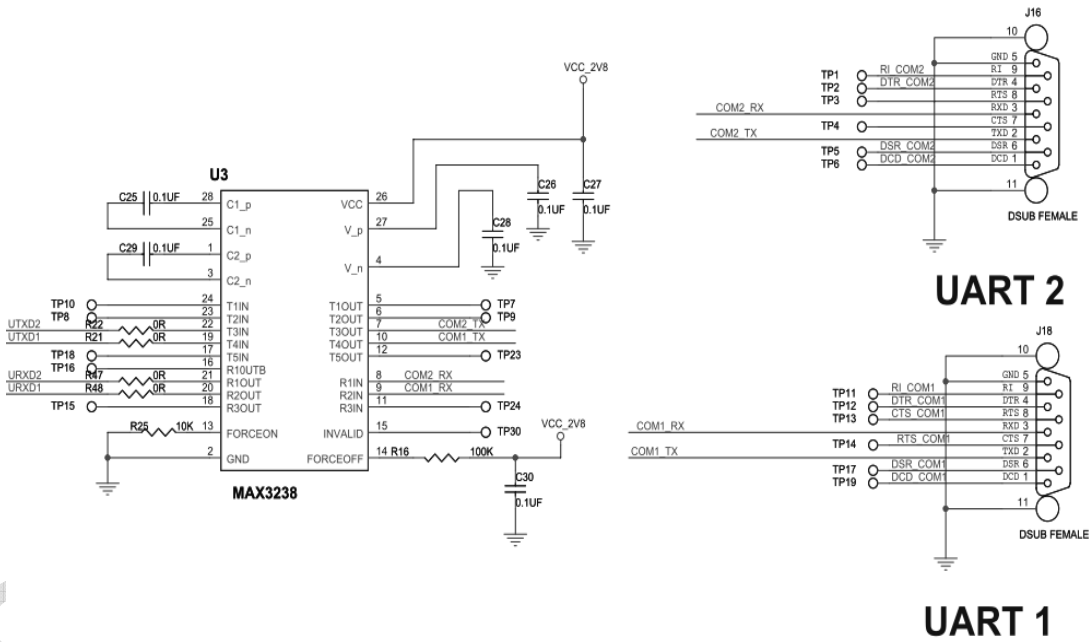 VCC_2V8
U3
C25 0.1UF
28 C1_p
25 C1_n
C29 0.1UF
1 C2_p
3 C2_n
TP10 24 T1IN
TP8 23 T2IN
UTXD2 R22 0R 22 T3IN
UTXD1 R21 0R 19 T4IN
TP18 17 T5IN
TP16 16 R1OUTB
URXD2 R47 0R 21 R1OUT
URXD1 R48 0R 20 R2OUT
TP15 18 R3OUT
R25 10K 13 FORCEON
2 GND
VCC 26
V_p 27
V_n 4
C26
0.1UF
C27
0.1UF
C28
0.1UF
T1OUT 5 TP7
T2OUT 6 TP9
T3OUT 7 COM2_TX
T4OUT 10 COM1_TX
T5OUT 12 TP23
R1IN 8 COM2_RX
R2IN 9 COM1_RX
R3IN 11 TP24
INVALID 15 TP30
FORCEOFF 14 R16 100K
VCC_2V8
C30
0.1UF
MAX3238
J16
10
GND 5
TP1 RI_COM2 RI 9
TP2 DTR_COM2 DTR 4
TP3 RTS 8
COM2_RX RXD 3
TP4 CTS 7
COM2_TX TXD 2
TP5 DSR_COM2 DSR 6
TP6 DCD_COM2 DCD 1
11
DSUB FEMALE
UART 2
J18
10
GND 5
TP11 RI_COM1 RI 9
TP12 DTR_COM1 DTR 4
TP13 CTS_COM1 RTS 8
COM1_RX RXD 3
TP14 RTS_COM1 CTS 7
COM1_TX TXD 2
TP17 DSR_COM1 DSR 6
TP19 DCD_COM1 DCD 1
11
DSUB FEMALE
UART 1